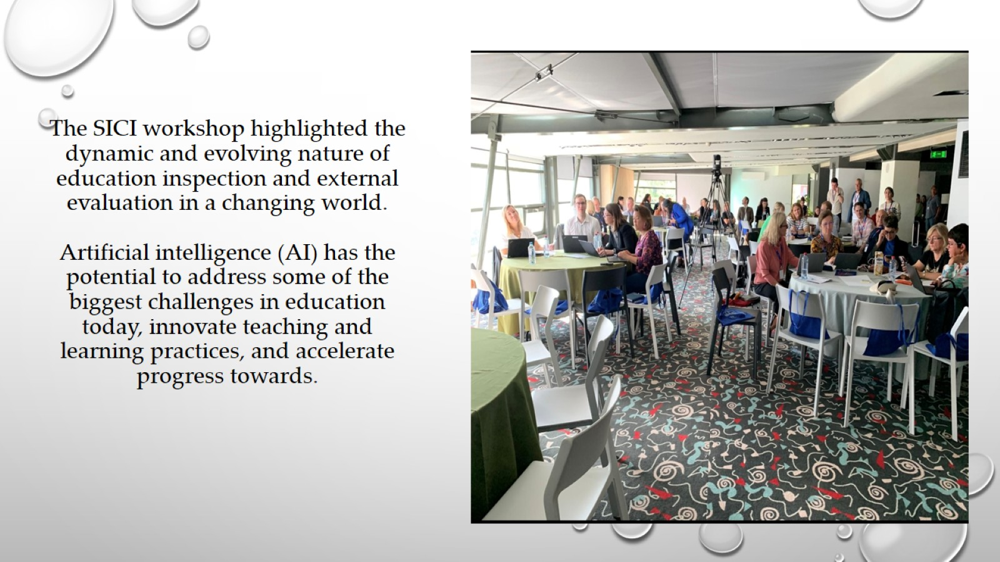 The SICI workshop highlighted the
dynamic and evolving nature of
education inspection and external
evaluation in a changing world.
Artificial intelligence (AI) has the
potential to address some of the
biggest challenges in education
today, innovate teaching and
learning practices, and accelerate
progress towards.